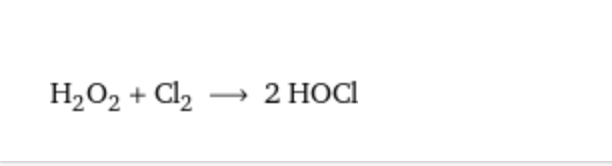 H₂O₂ + Cl₂ ⟶ 2 HOCl